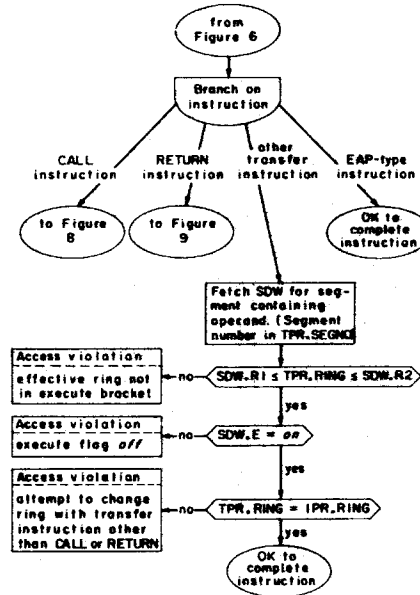 from
Figure 6
Branch on
instruction
CALL
instruction
RETURN
instruction
other
transfer
instruction
EAP-type
instruction
to Figure
8
to Figure
9
OK to
complete
instruction
Fetch SDW for seg-
ment containing
operand. (Segment
number in TPR.SEGNO)
Access violation
effective ring not
in execute bracket
no
SDW.R1 ≤ TPR.RING ≤ SDW.R2
yes
Access violation
execute flag off
no
SDW.E = on
yes
Access violation
attempt to change
ring with transfer
instruction other
than CALL or RETURN
no
TPR.RING = IPR.RING
yes
OK to
complete
instruction